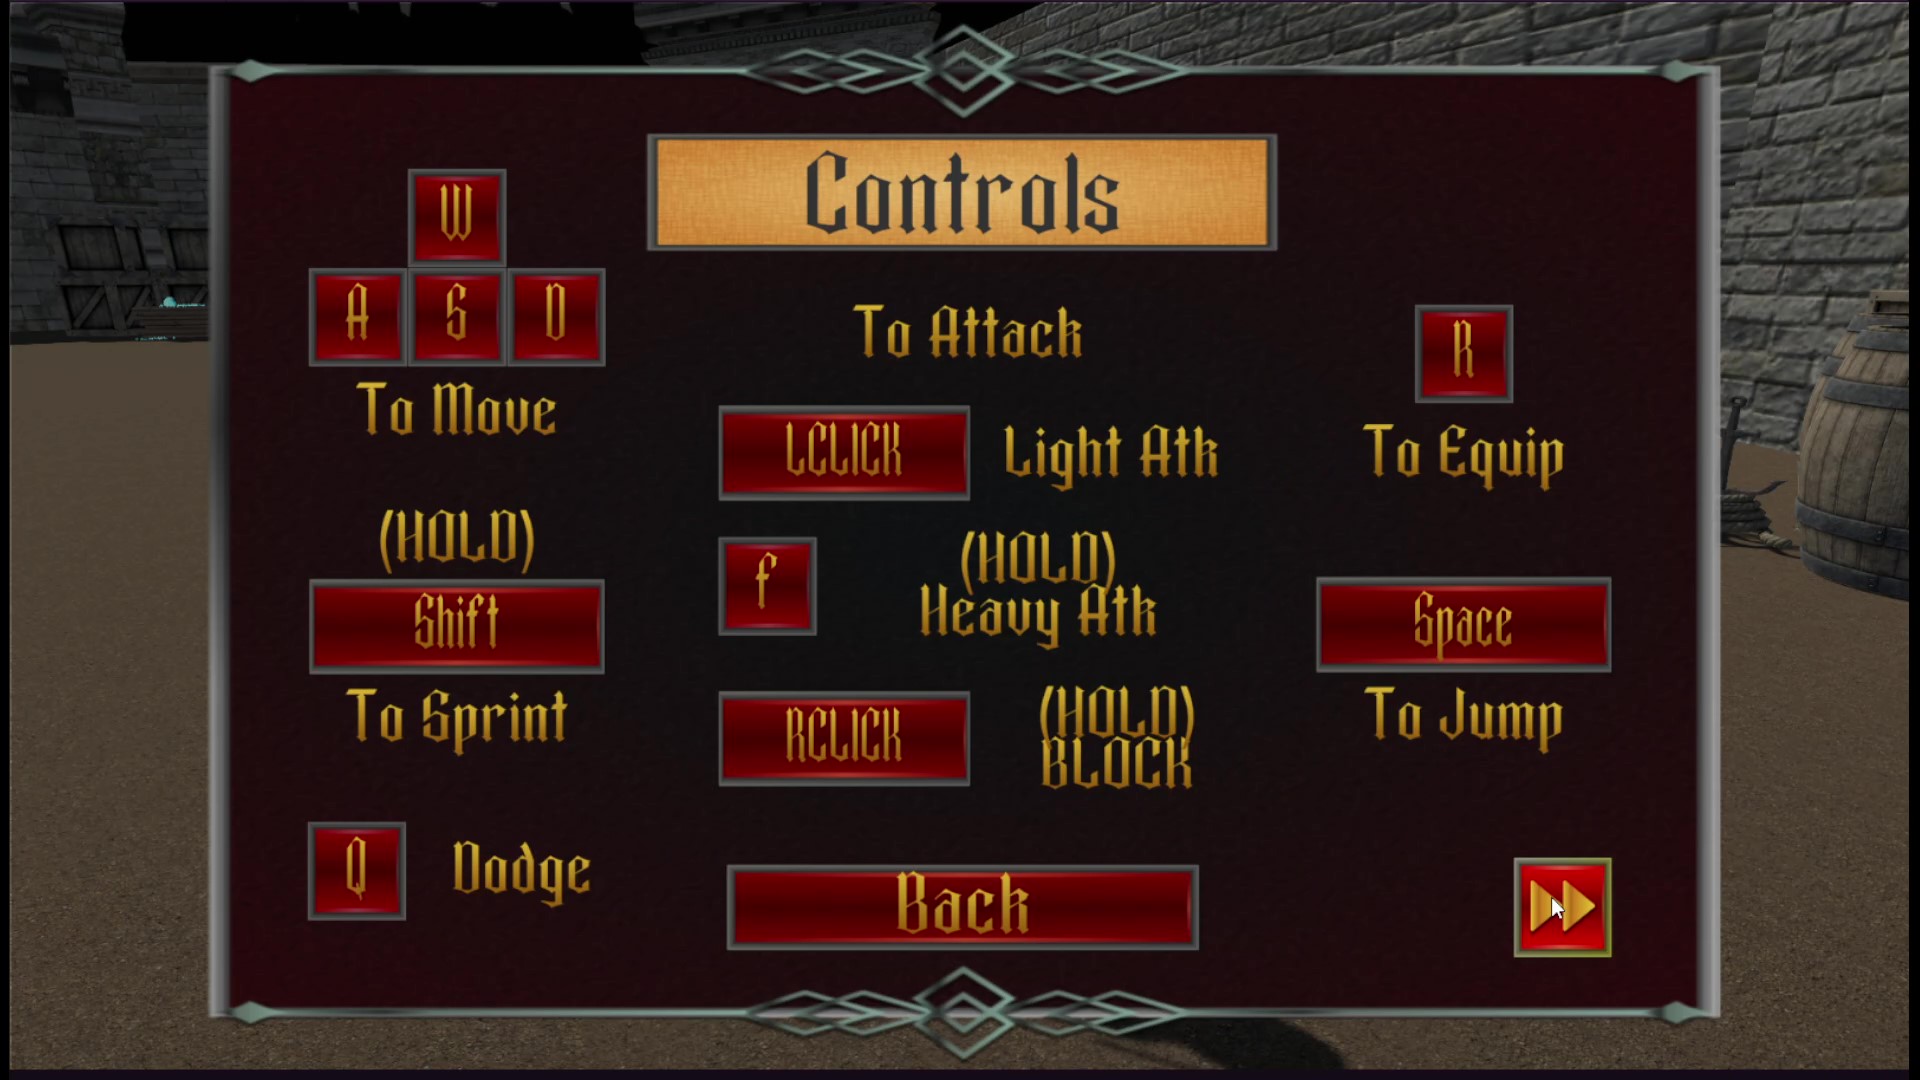 Controls
W
A S D
To Move
(HOLD)
Shift
To Sprint
Q Dodge
To Attack
LCLICK Light Atk
f (HOLD)
Heavy Atk
RCLICK (HOLD)
BLOCK
Back
R
To Equip
Space
To Jump